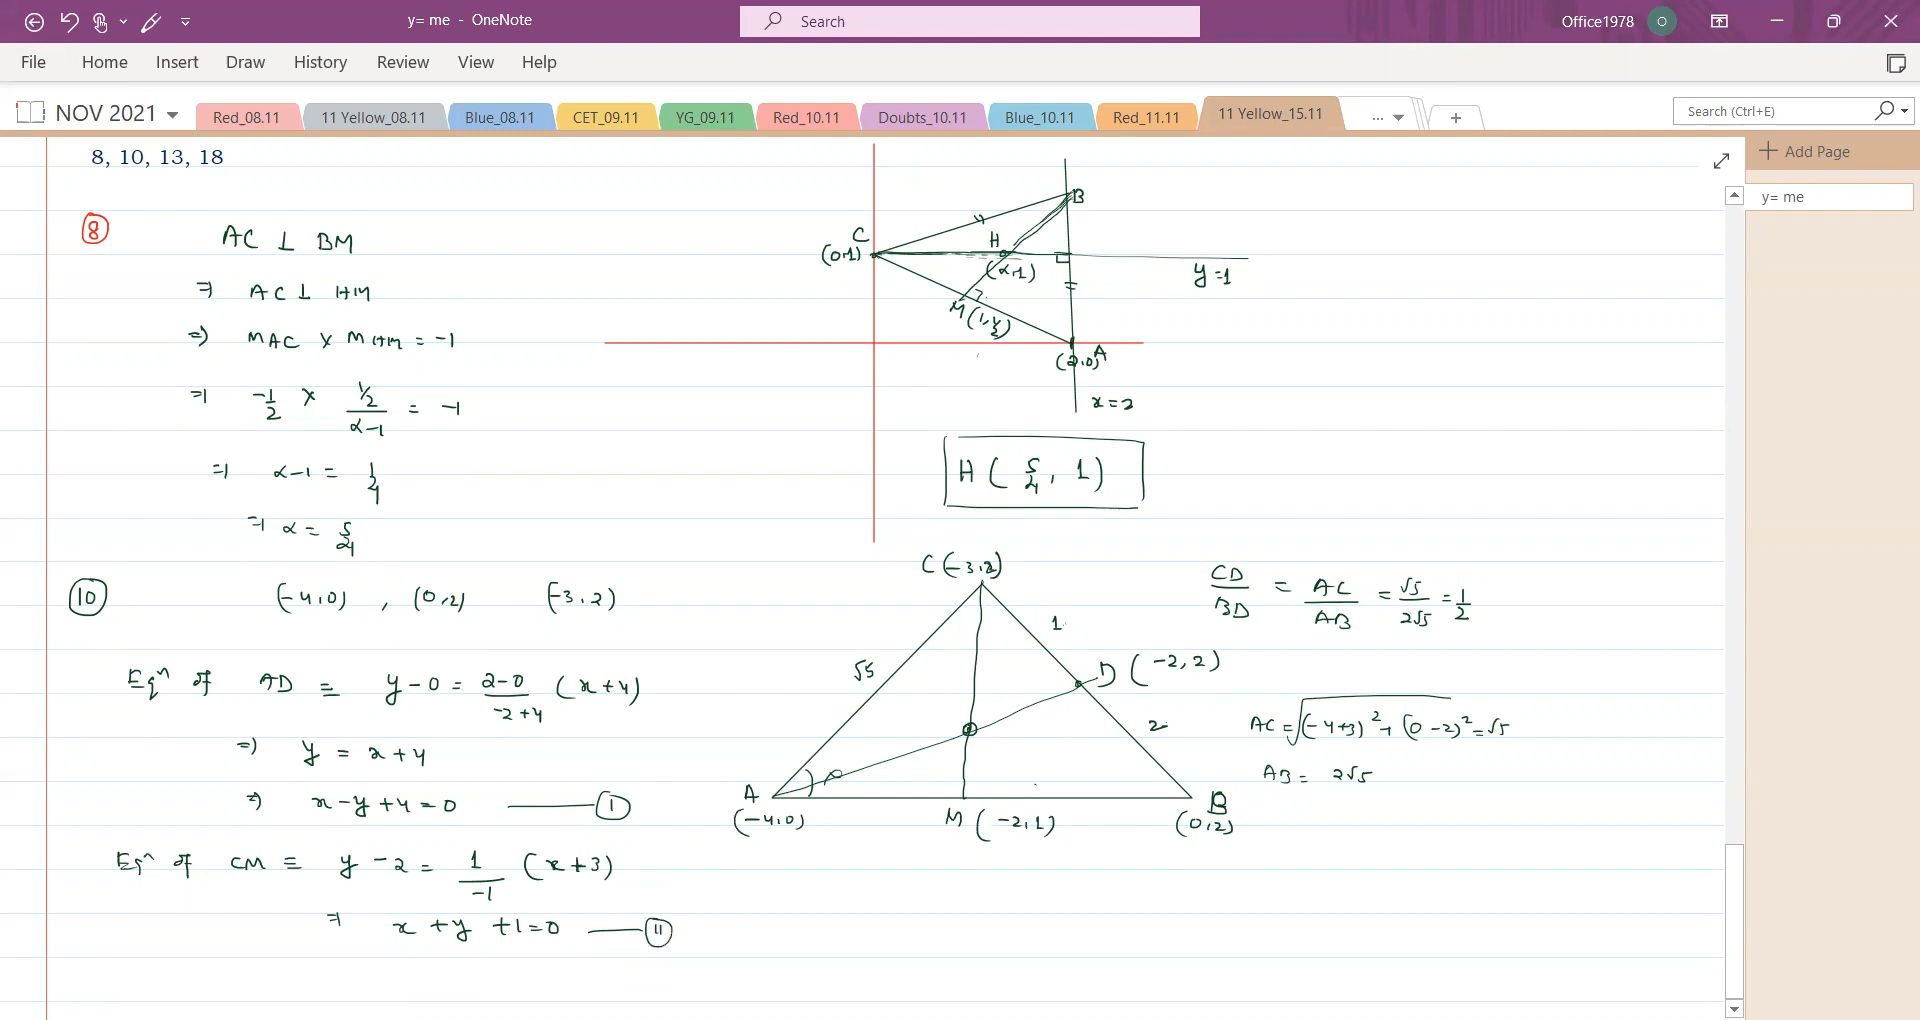 y= me - OneNote
Search
Office1978
O
File Home Insert Draw History Review View Help
NOV 2021
Red_08.11
11 Yellow_08.11
Blue_08.11
CET_09.11
YG_09.11
Red_10.11
Doubts_10.11
Blue_10.11
Red_11.11
11 Yellow_15.11
...
+
Search (Ctrl+E)
Add Page
y= me
8, 10, 13, 18
8
AC ⊥ BM
⇒ AC ⊥ HM
⇒ MAC × MHM = -1
⇒ -1/2 × (1/2)/(α-1) = -1
⇒ α-1 = 1/4
⇒ α = 5/4
B
C
(0,1)
H
(α,1)
y=1
M(1,1/2)
(2,0) A
x=2
H (5/4, 1)
10
(-4,0) , (0,2) (-3,2)
Eqⁿ of AD ≡ y-0 = (2-0)/(-2+4) (x+4)
⇒ y = x+4
⇒ x-y+4=0 —— I
Eqⁿ of CM ≡ y-2 = 1/-1 (x+3)
⇒ x+y+1=0 —— II
C(-3,2)
1
√5
D (-2,2)
2
A
(-4,0)
M (-2,1)
B
(0,2)
CD/BD = AC/AB = √5/2√5 = 1/2
AC = √(-4+3)²+(0-2)² = √5
AB = 2√5